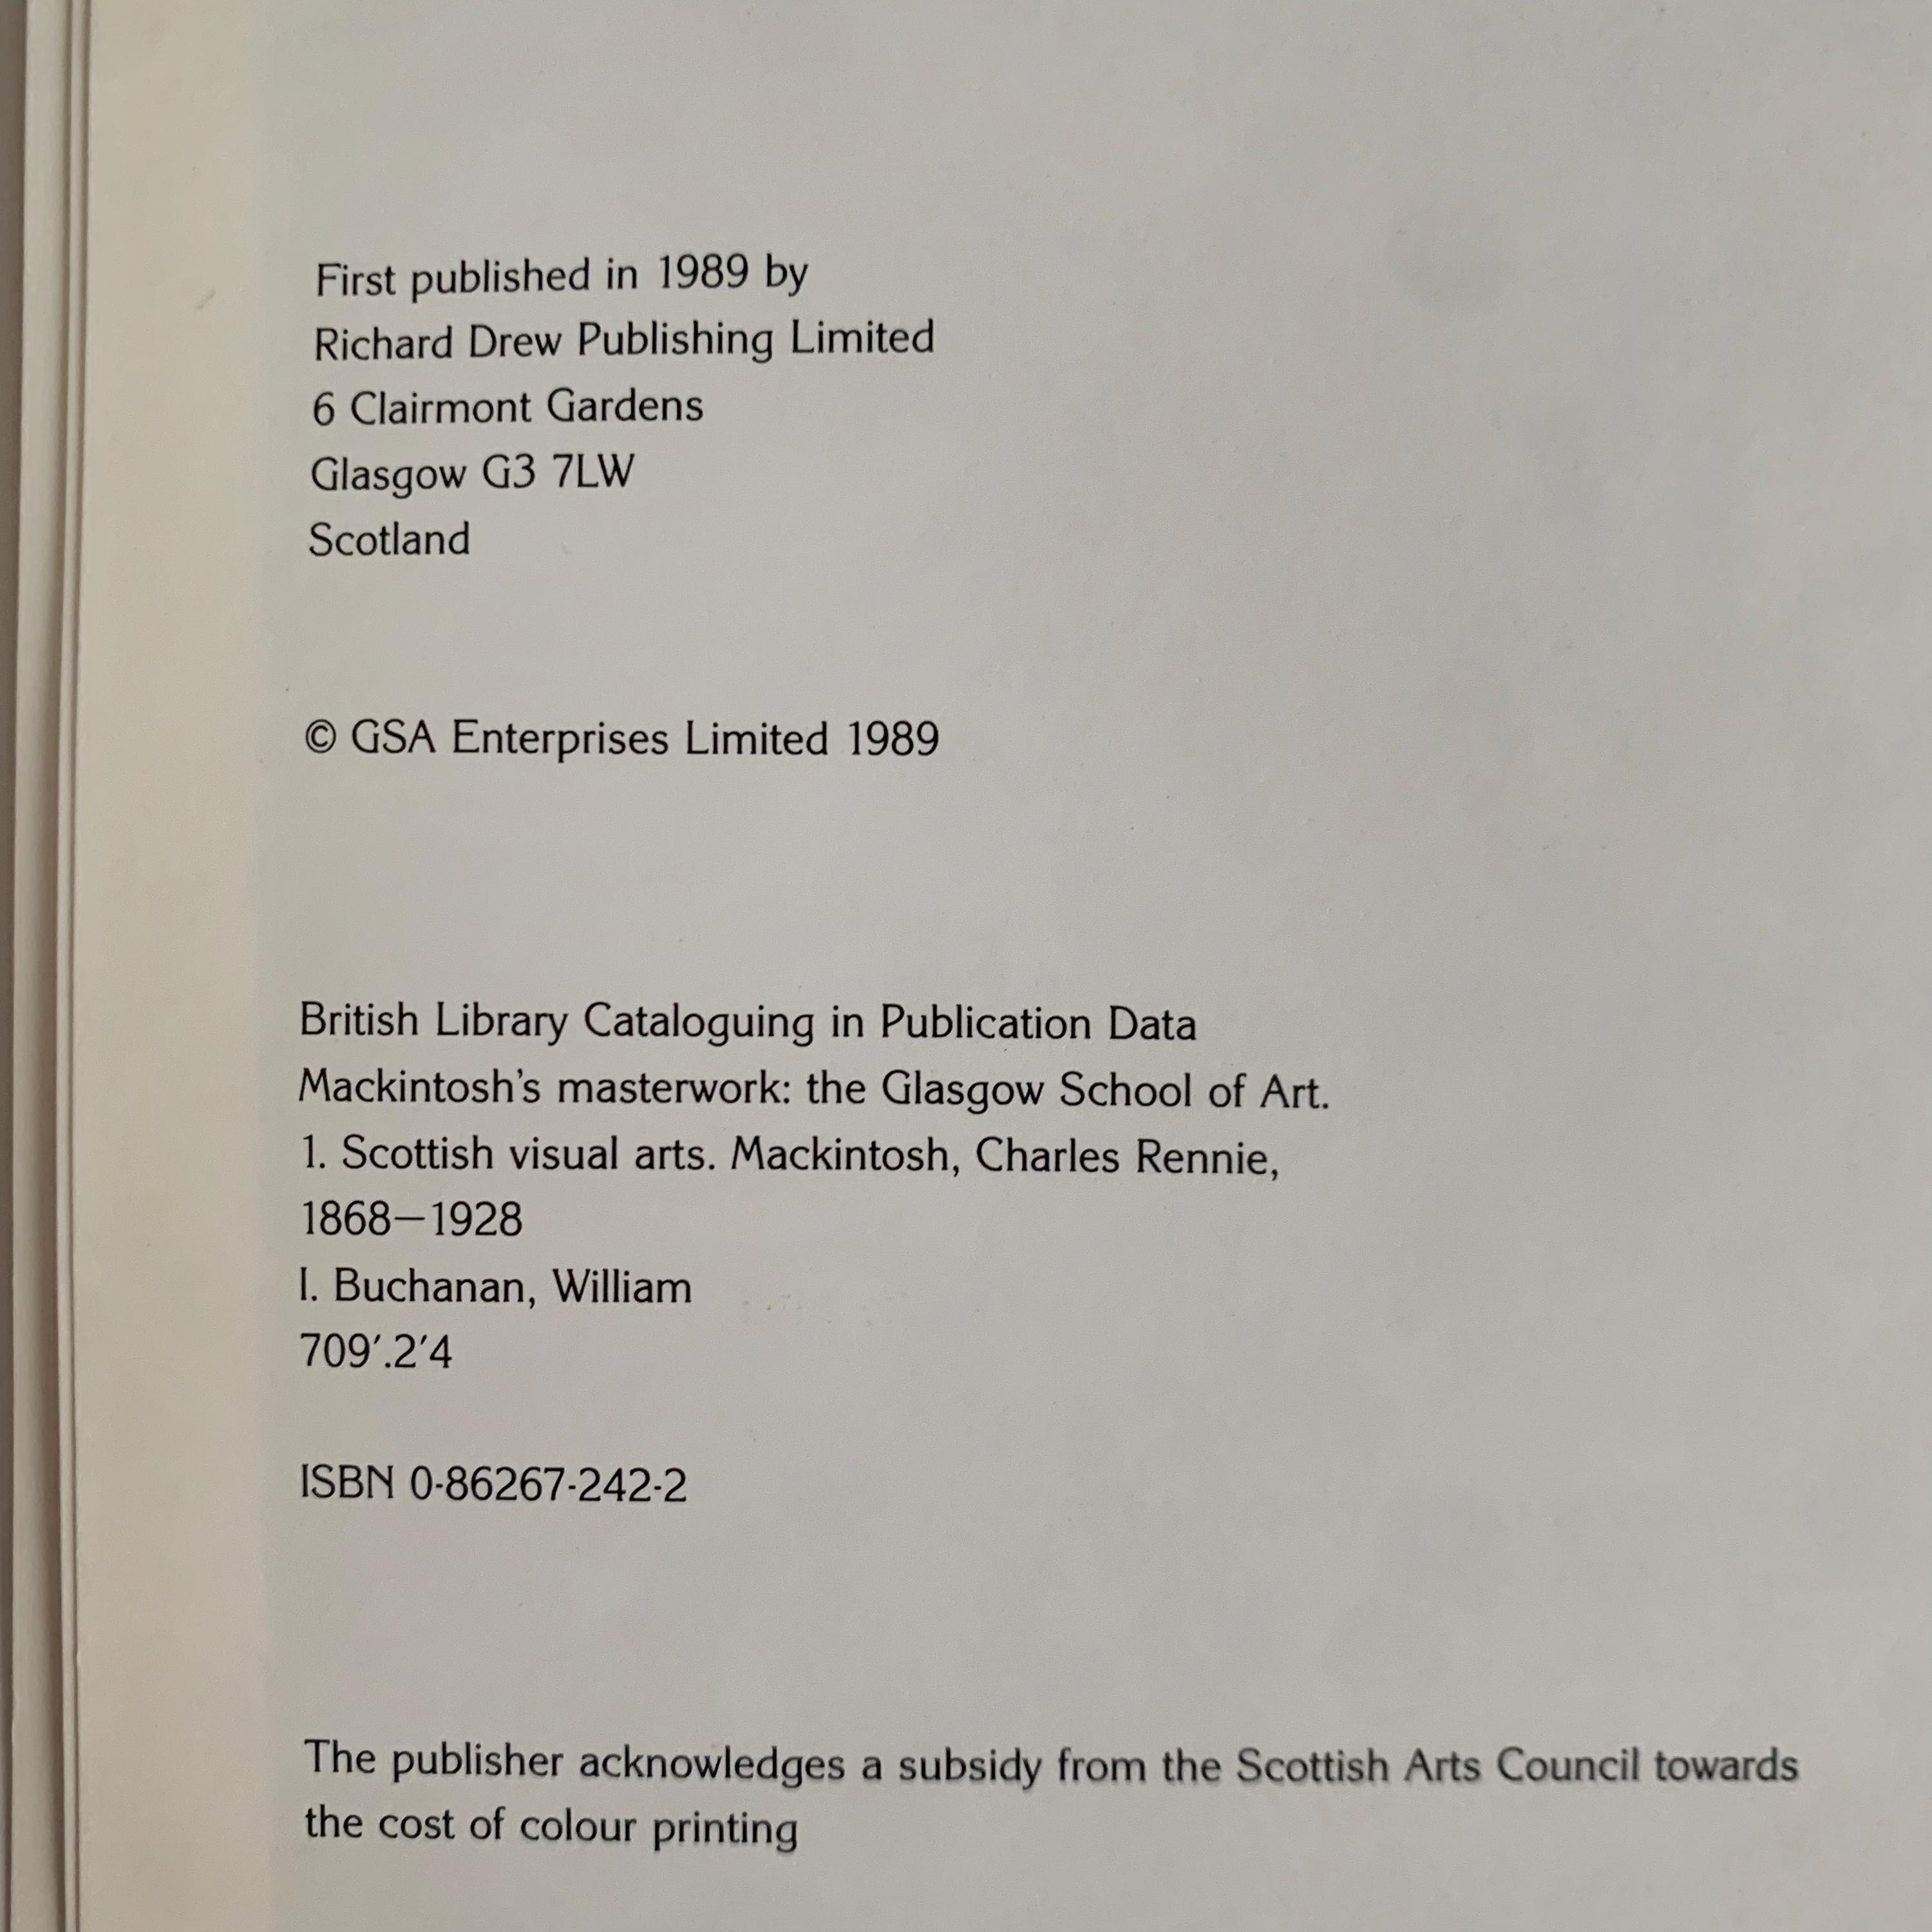 First published in 1989 by
Richard Drew Publishing Limited
6 Clairmont Gardens
Glasgow G3 7LW
Scotland
© GSA Enterprises Limited 1989
British Library Cataloguing in Publication Data
Mackintosh's masterwork: the Glasgow School of Art.
1. Scottish visual arts. Mackintosh, Charles Rennie,
1868—1928
I. Buchanan, William
709′.2′4
ISBN 0-86267-242-2
The publisher acknowledges a subsidy from the Scottish Arts Council towards
the cost of colour printing